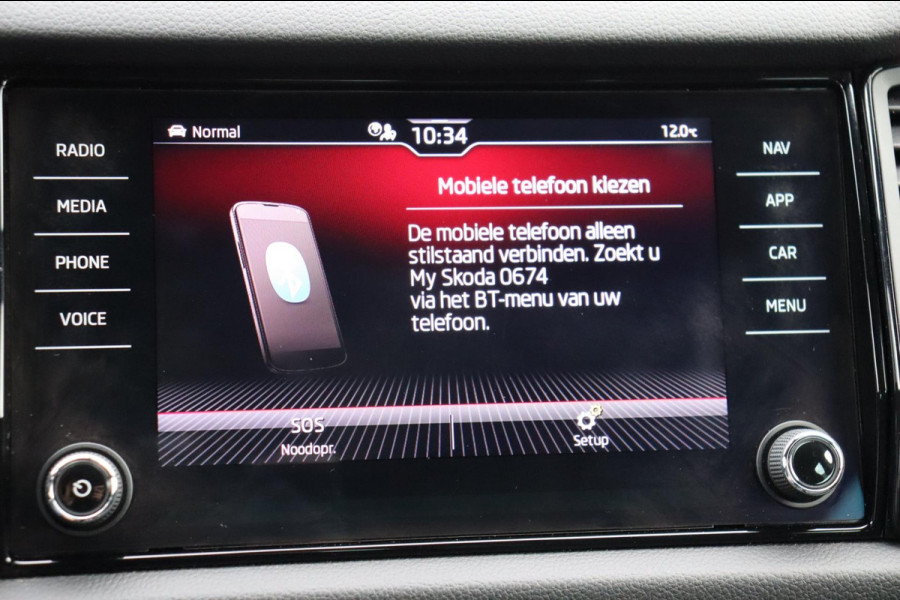 Normal
10:34
12.0°C
RADIO
MEDIA
PHONE
VOICE
Mobiele telefoon kiezen
De mobiele telefoon alleen
stilstaand verbinden. Zoekt u
My Skoda 0674
via het BT-menu van uw
telefoon.
SOS
Noodopr.
Setup
NAV
APP
CAR
MENU